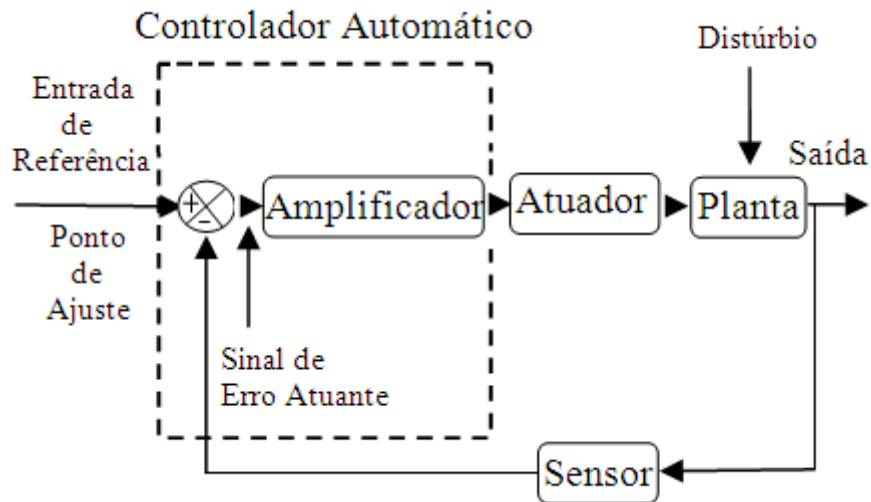 Controlador Automático
Distúrbio
Entrada
de
Referência
Saída
+
-
Amplificador
Atuador
Planta
Ponto
de
Ajuste
Sinal de
Erro Atuante
Sensor